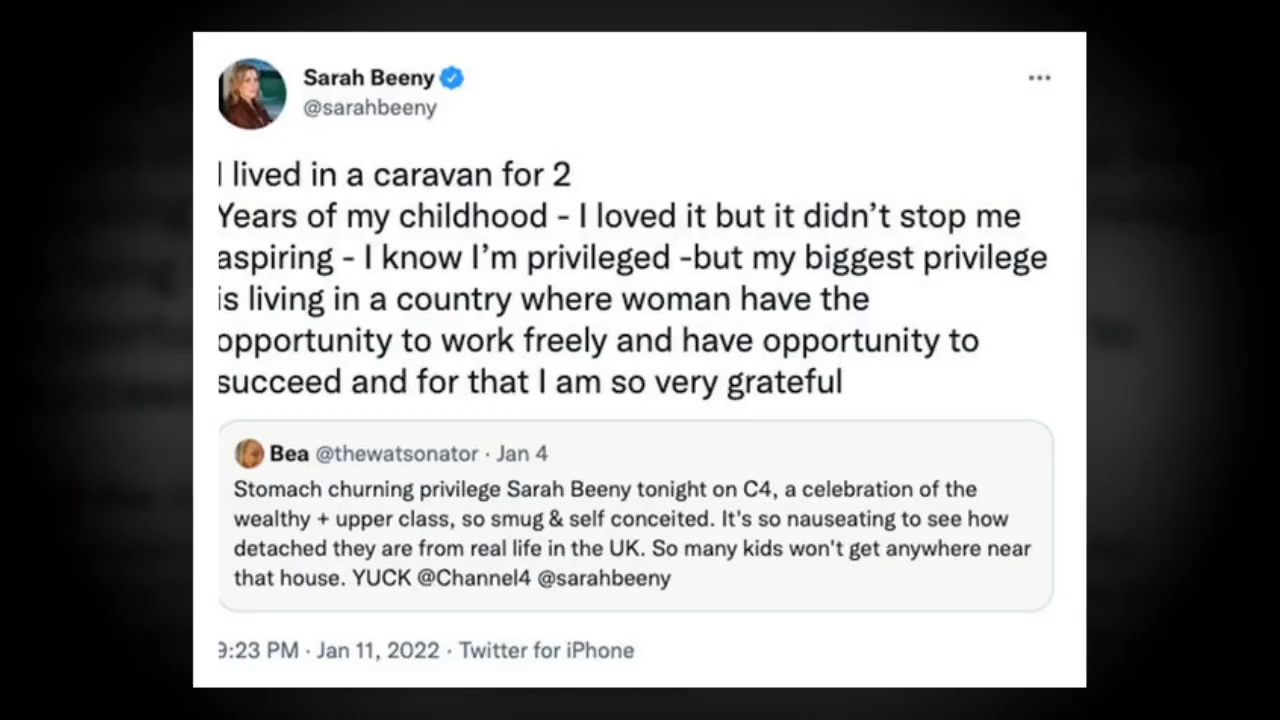 Sarah Beeny
@sarahbeeny
I lived in a caravan for 2
Years of my childhood - I loved it but it didn’t stop me
aspiring - I know I’m privileged -but my biggest privilege
is living in a country where woman have the
opportunity to work freely and have opportunity to
succeed and for that I am so very grateful
Bea @thewatsonator · Jan 4
Stomach churning privilege Sarah Beeny tonight on C4, a celebration of the
wealthy + upper class, so smug & self conceited. It's so nauseating to see how
detached they are from real life in the UK. So many kids won't get anywhere near
that house. YUCK @Channel4 @sarahbeeny
9:23 PM · Jan 11, 2022 · Twitter for iPhone